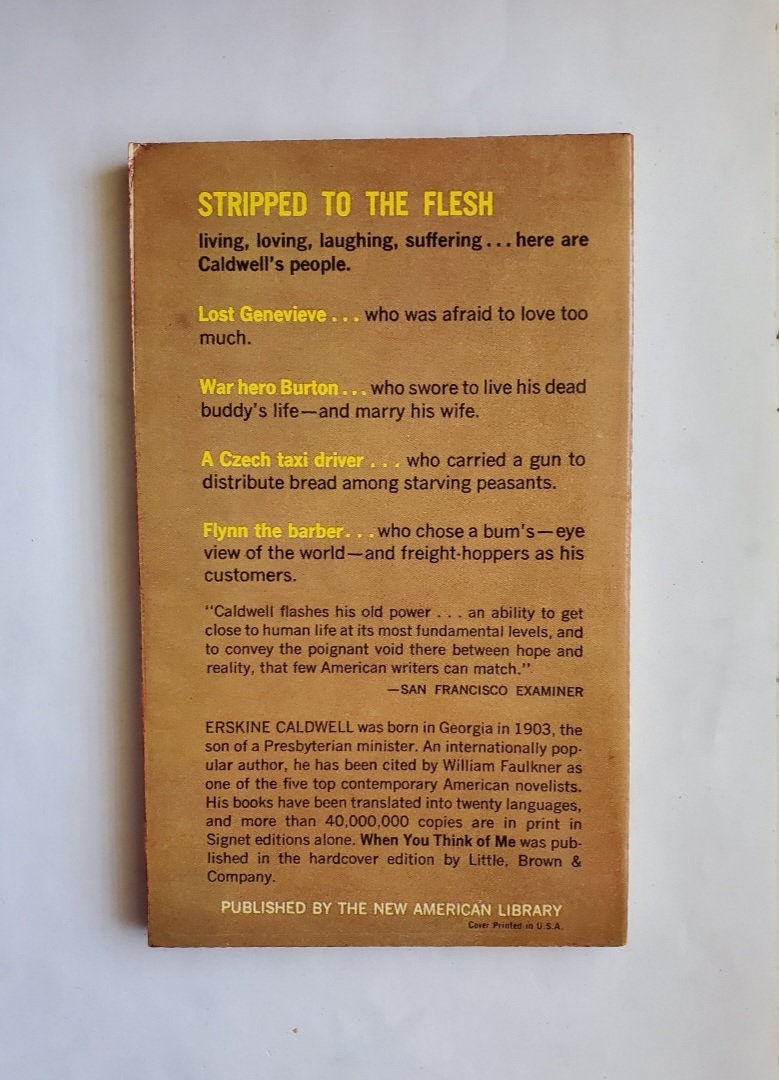 STRIPPED TO THE FLESH
living, loving, laughing, suffering... here are
Caldwell's people.
Lost Genevieve... who was afraid to love too
much.
War hero Burton... who swore to live his dead
buddy's life—and marry his wife.
A Czech taxi driver... who carried a gun to
distribute bread among starving peasants.
Flynn the barber... who chose a bum's—eye
view of the world—and freight-hoppers as his
customers.
"Caldwell flashes his old power... an ability to get
close to human life at its most fundamental levels, and
to convey the poignant void there between hope and
reality, that few American writers can match."
—SAN FRANCISCO EXAMINER
ERSKINE CALDWELL was born in Georgia in 1903, the
son of a Presbyterian minister. An internationally pop-
ular author, he has been cited by William Faulkner as
one of the five top contemporary American novelists.
His books have been translated into twenty languages,
and more than 40,000,000 copies are in print in
Signet editions alone. When You Think of Me was pub-
lished in the hardcover edition by Little, Brown &
Company.
PUBLISHED BY THE NEW AMERICAN LIBRARY
Cover Printed in U.S.A.